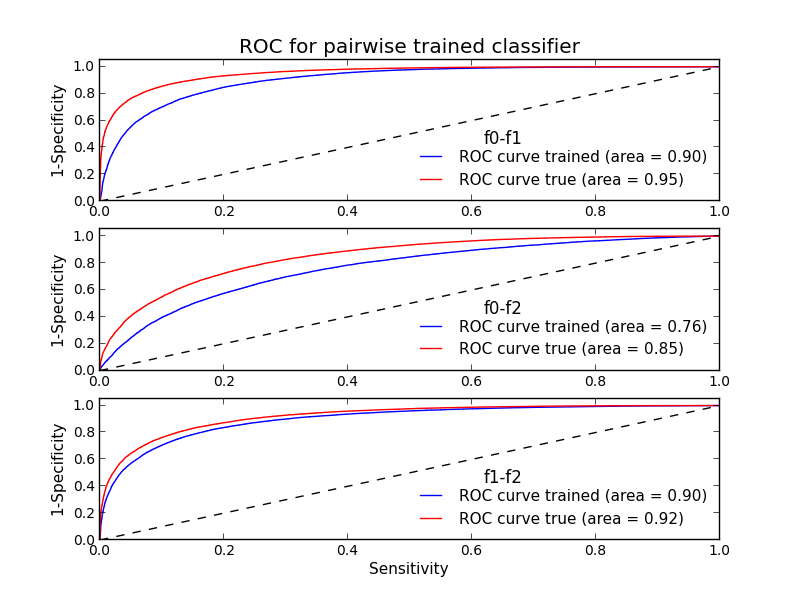 ROC for pairwise trained classifier
1-Specificity
1.0
0.8
0.6
0.4
0.2
0.0
f0-f1
ROC curve trained (area = 0.90)
ROC curve true (area = 0.95)
0.0 0.2 0.4 0.6 0.8 1.0
1-Specificity
1.0
0.8
0.6
0.4
0.2
0.0
f0-f2
ROC curve trained (area = 0.76)
ROC curve true (area = 0.85)
0.0 0.2 0.4 0.6 0.8 1.0
1-Specificity
1.0
0.8
0.6
0.4
0.2
0.0
f1-f2
ROC curve trained (area = 0.90)
ROC curve true (area = 0.92)
0.0 0.2 0.4 0.6 0.8 1.0
Sensitivity